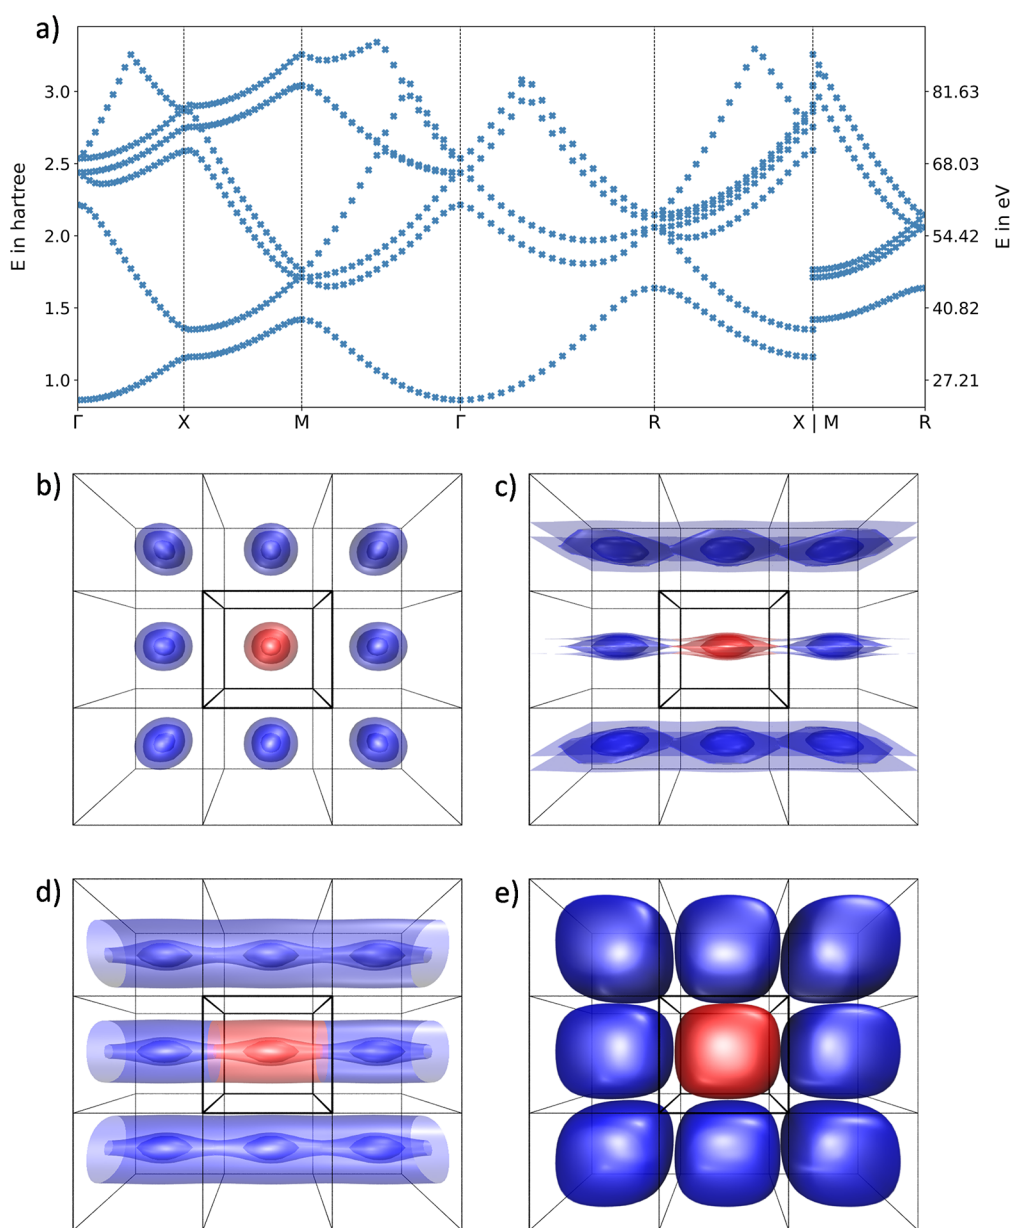 a)
E in hartree
3.0
2.5
2.0
1.5
1.0
81.63
68.03
54.42
40.82
27.21
E in eV
Γ X M Γ R X | M R
b)
c)
d)
e)